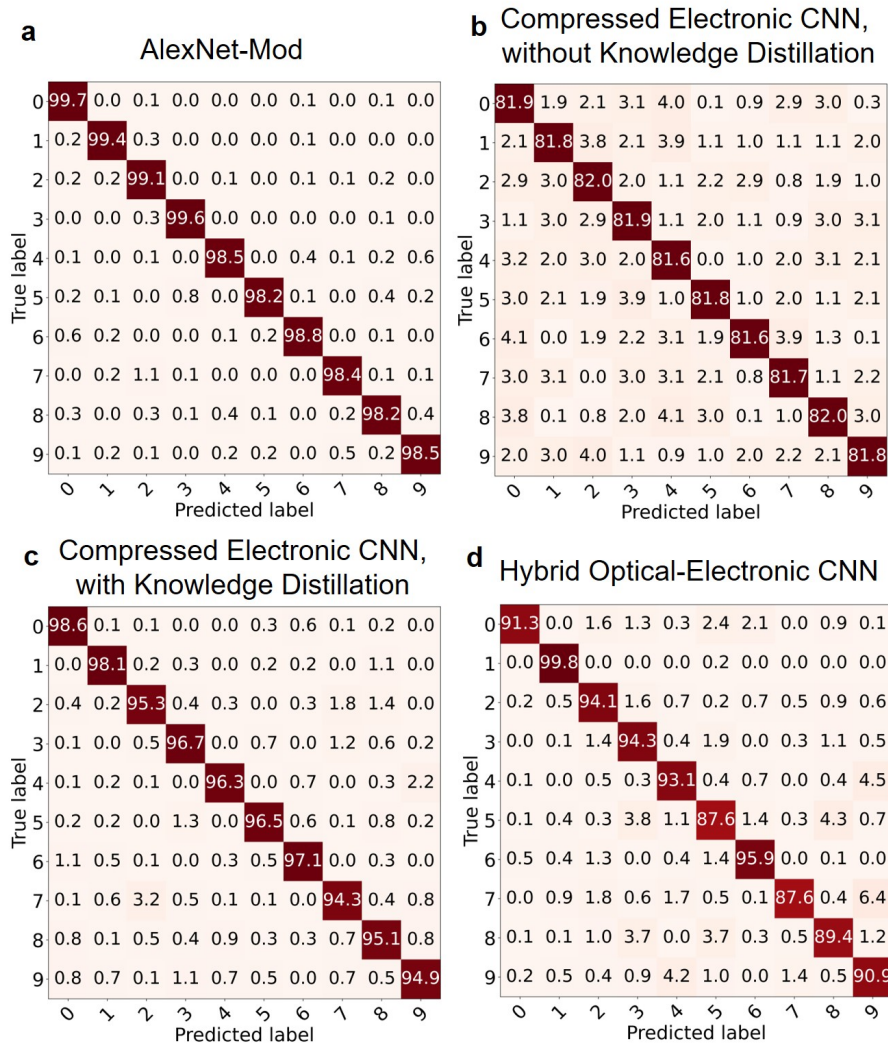 a
AlexNet-Mod
True label
0 99.7 0.0 0.1 0.0 0.0 0.0 0.1 0.0 0.1 0.0
1 0.2 99.4 0.3 0.0 0.0 0.0 0.0 0.0 0.0 0.0
2 0.2 0.2 99.1 0.0 0.1 0.0 0.1 0.1 0.2 0.0
3 0.0 0.0 0.3 99.6 0.0 0.0 0.0 0.0 0.1 0.0
4 0.1 0.0 0.1 0.0 98.5 0.0 0.4 0.1 0.2 0.6
5 0.2 0.1 0.0 0.8 0.0 98.2 0.1 0.0 0.4 0.2
6 0.6 0.2 0.0 0.0 0.1 0.2 98.8 0.0 0.1 0.0
7 0.0 0.2 1.1 0.1 0.0 0.0 0.0 98.4 0.1 0.1
8 0.3 0.0 0.3 0.1 0.4 0.1 0.0 0.2 98.2 0.4
9 0.1 0.2 0.1 0.0 0.2 0.2 0.0 0.5 0.2 98.5
0 1 2 3 4 5 6 7 8 9
Predicted label
b
Compressed Electronic CNN,
without Knowledge Distillation
True label
0 81.9 1.9 2.1 3.1 4.0 0.1 0.9 2.9 3.0 0.3
1 2.1 81.8 3.8 2.1 3.9 1.1 1.0 1.1 1.1 2.0
2 2.9 3.0 82.0 2.0 1.1 2.2 2.9 0.8 1.9 1.0
3 1.1 3.0 2.9 81.9 1.1 2.0 1.1 0.9 3.0 3.1
4 3.2 2.0 3.0 2.0 81.6 0.0 1.0 2.0 3.1 2.1
5 3.0 2.1 1.9 3.9 1.0 81.8 1.0 2.0 1.1 2.1
6 4.1 0.0 1.9 2.2 3.1 1.9 81.6 3.9 1.3 0.1
7 3.0 3.1 0.0 3.0 3.1 2.1 0.8 81.7 1.1 2.2
8 3.8 0.1 0.8 2.0 4.1 3.0 0.1 1.0 82.0 3.0
9 2.0 3.0 4.0 1.1 0.9 1.0 2.0 2.2 2.1 81.8
0 1 2 3 4 5 6 7 8 9
Predicted label
c
Compressed Electronic CNN,
with Knowledge Distillation
True label
0 98.6 0.1 0.1 0.0 0.0 0.3 0.6 0.1 0.2 0.0
1 0.0 98.1 0.2 0.3 0.0 0.2 0.2 0.0 1.1 0.0
2 0.4 0.2 95.3 0.4 0.3 0.0 0.3 1.8 1.4 0.0
3 0.1 0.0 0.5 96.7 0.0 0.7 0.0 1.2 0.6 0.2
4 0.1 0.2 0.1 0.0 96.3 0.0 0.7 0.0 0.3 2.2
5 0.2 0.2 0.0 1.3 0.0 96.5 0.6 0.1 0.8 0.2
6 1.1 0.5 0.1 0.0 0.3 0.5 97.1 0.0 0.3 0.0
7 0.1 0.6 3.2 0.5 0.1 0.1 0.0 94.3 0.4 0.8
8 0.8 0.1 0.5 0.4 0.9 0.3 0.3 0.7 95.1 0.8
9 0.8 0.7 0.1 1.1 0.7 0.5 0.0 0.7 0.5 94.9
0 1 2 3 4 5 6 7 8 9
Predicted label
d
Hybrid Optical-Electronic CNN
True label
0 91.3 0.0 1.6 1.3 0.3 2.4 2.1 0.0 0.9 0.1
1 0.0 99.8 0.0 0.0 0.0 0.2 0.0 0.0 0.0 0.0
2 0.2 0.5 94.1 1.6 0.7 0.2 0.7 0.5 0.9 0.6
3 0.0 0.1 1.4 94.3 0.4 1.9 0.0 0.3 1.1 0.5
4 0.1 0.0 0.5 0.3 93.1 0.4 0.7 0.0 0.4 4.5
5 0.1 0.4 0.3 3.8 1.1 87.6 1.4 0.3 4.3 0.7
6 0.5 0.4 1.3 0.0 0.4 1.4 95.9 0.0 0.1 0.0
7 0.0 0.9 1.8 0.6 1.7 0.5 0.1 87.6 0.4 6.4
8 0.1 0.1 1.0 3.7 0.0 3.7 0.3 0.5 89.4 1.2
9 0.2 0.5 0.4 0.9 4.2 1.0 0.0 1.4 0.5 90.9
0 1 2 3 4 5 6 7 8 9
Predicted label